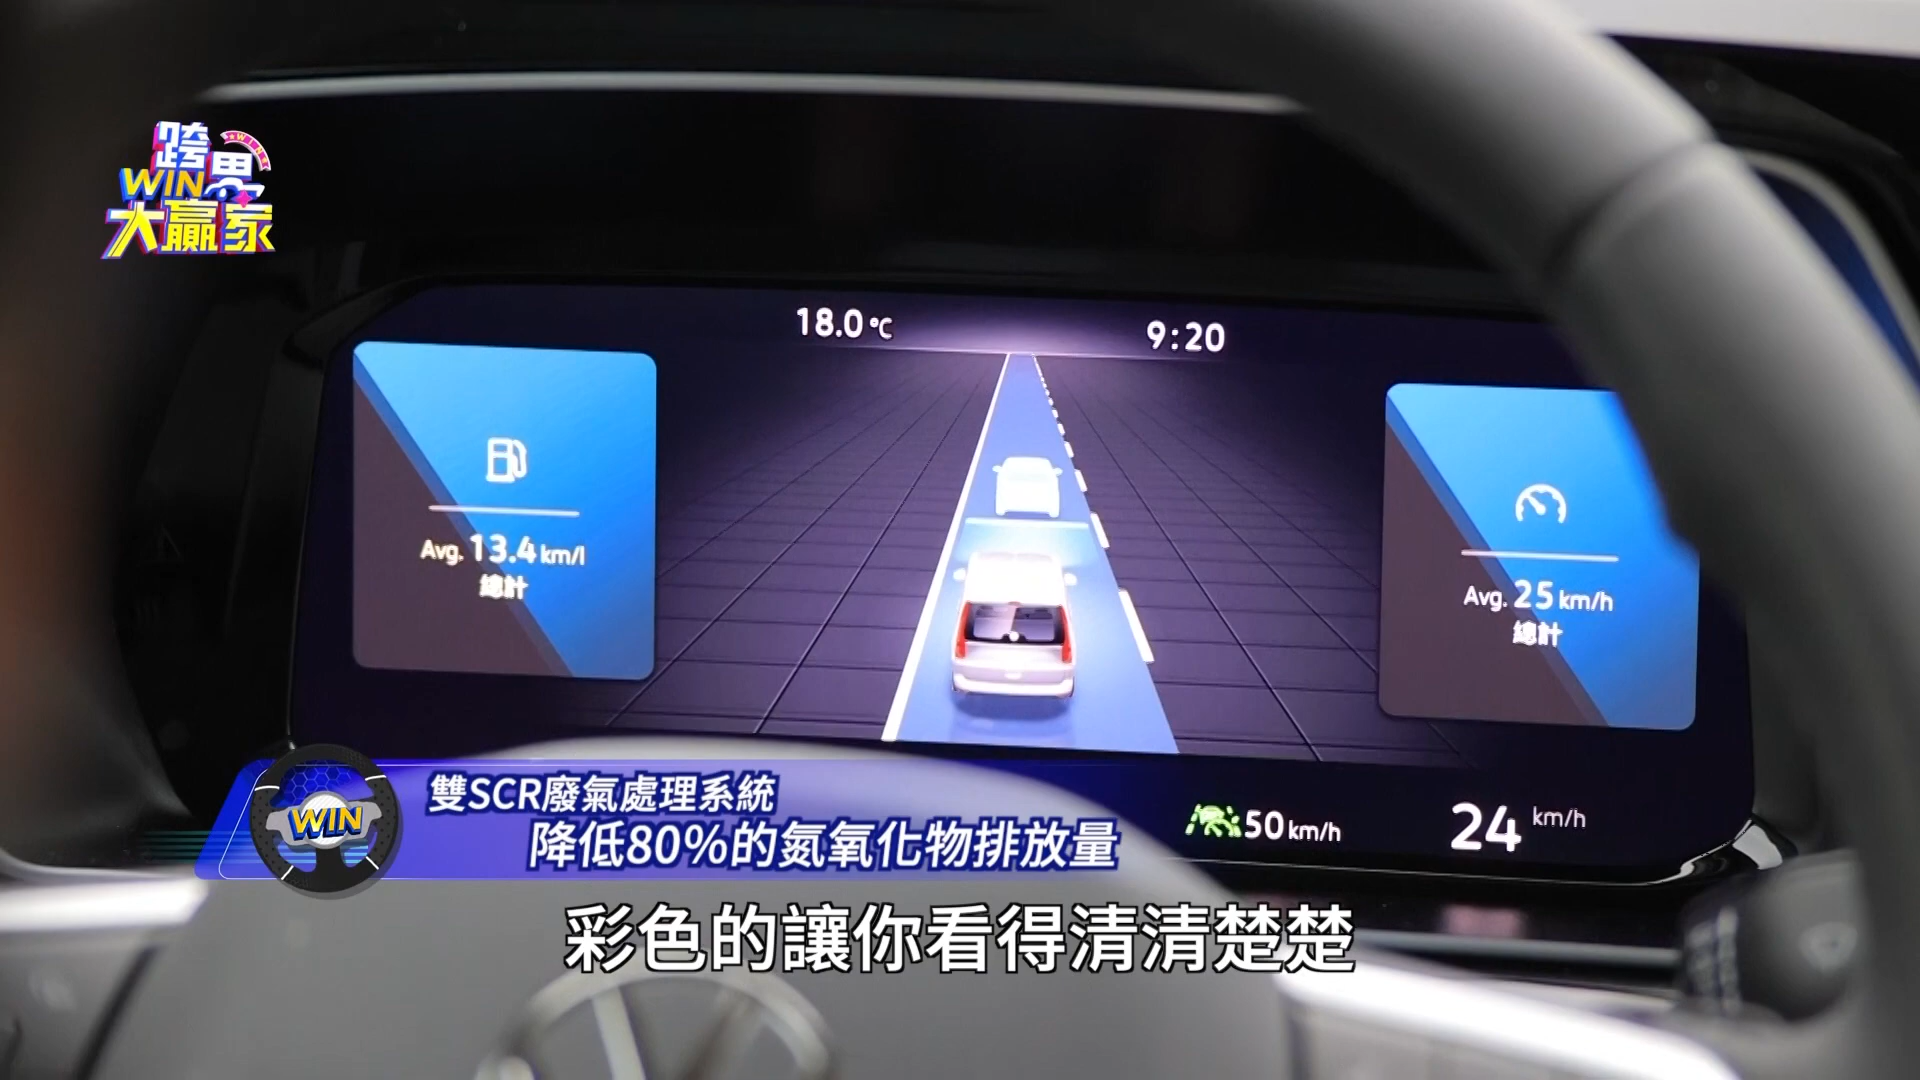 跨界
WIN
WIN
大贏家
18.0 °C
9:20
Avg. 13.4 km/l
總計
Avg. 25 km/h
總計
50 km/h
24 km/h
WIN
雙SCR廢氣處理系統
降低80%的氮氧化物排放量
彩色的讓你看得清清楚楚